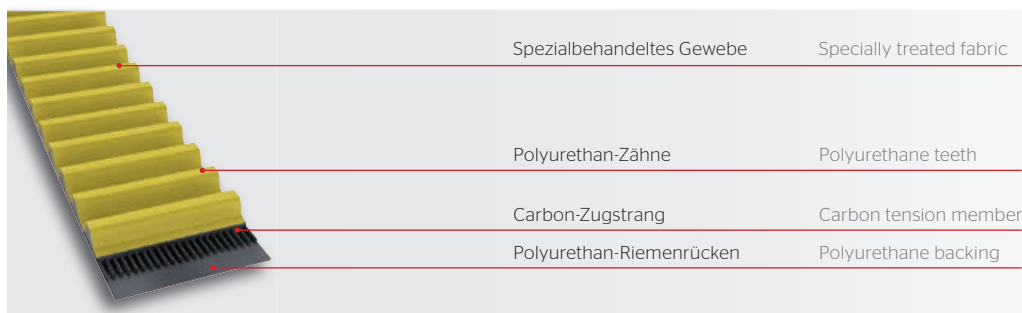 Spezialbehandeltes Gewebe Specially treated fabric
Polyurethan-Zähne Polyurethane teeth
Carbon-Zugstrang Carbon tension member
Polyurethan-Riemenrücken Polyurethane backing